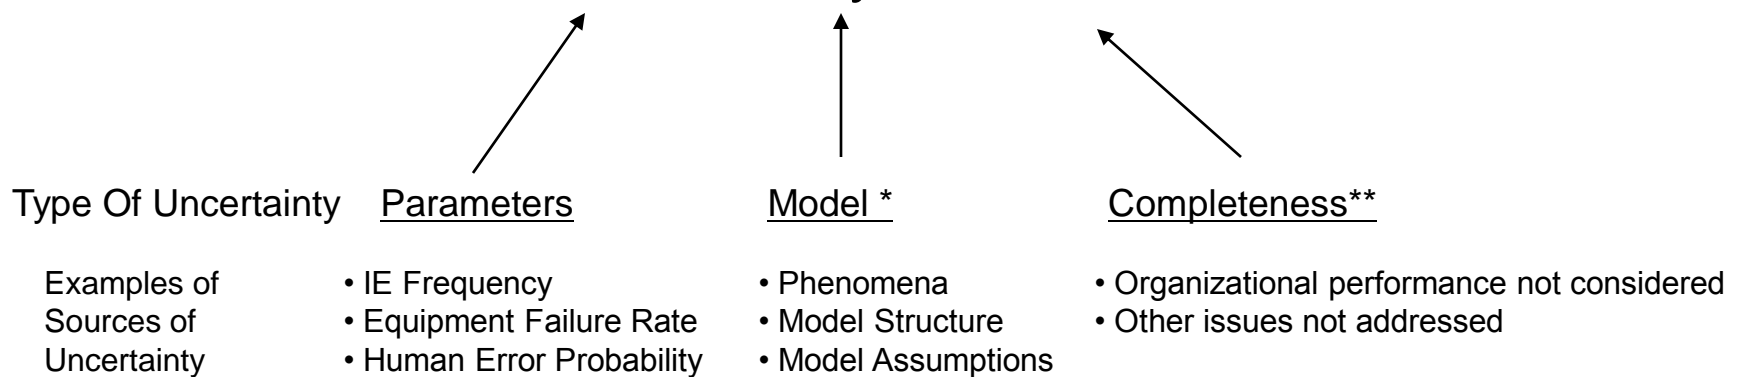 Type Of Uncertainty Parameters Model * Completeness**
Examples of • IE Frequency • Phenomena • Organizational performance not considered
Sources of • Equipment Failure Rate • Model Structure • Other issues not addressed
Uncertainty • Human Error Probability • Model Assumptions